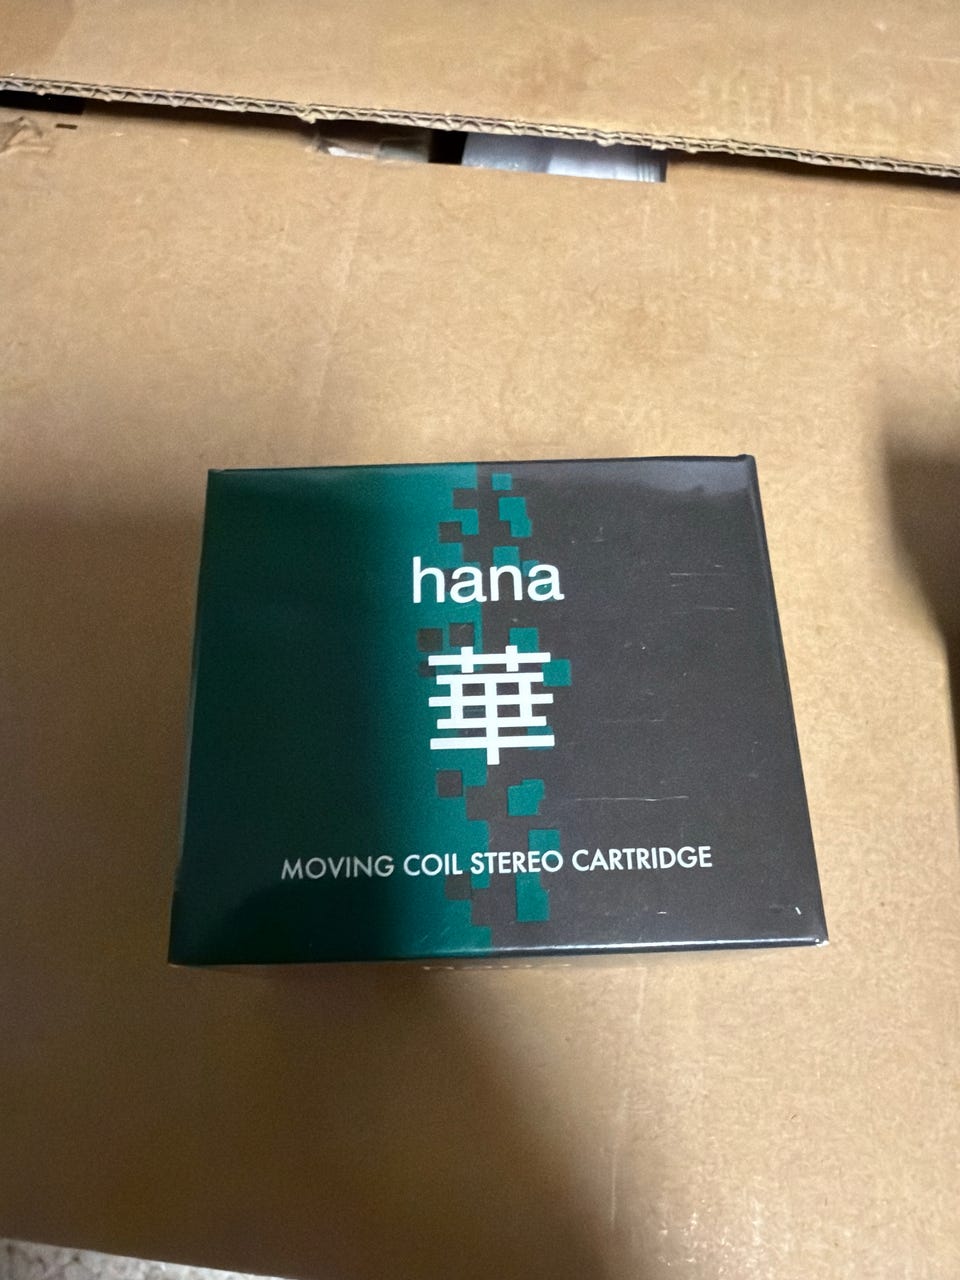 hana
華
MOVING COIL STEREO CARTRIDGE